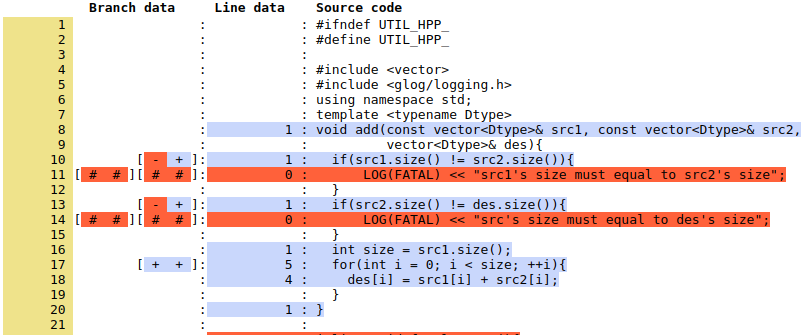 Branch data Line data Source code
1 : : #ifndef UTIL_HPP_
2 : : #define UTIL_HPP_
3 : :
4 : : #include <vector>
5 : : #include <glog/logging.h>
6 : : using namespace std;
7 : : template <typename Dtype>
8 : 1 : void add(const vector<Dtype>& src1, const vector<Dtype>& src2,
9 : : vector<Dtype>& des){
10 [ - + ]: 1 : if(src1.size() != src2.size()){
11 [ # # ][ # # ]: 0 : LOG(FATAL) << "src1's size must equal to src2's size";
12 : : }
13 [ - + ]: 1 : if(src2.size() != des.size()){
14 [ # # ][ # # ]: 0 : LOG(FATAL) << "src's size must equal to des's size";
15 : : }
16 : 1 : int size = src1.size();
17 [ + + ]: 5 : for(int i = 0; i < size; ++i){
18 : 4 : des[i] = src1[i] + src2[i];
19 : : }
20 : 1 : }
21 : :